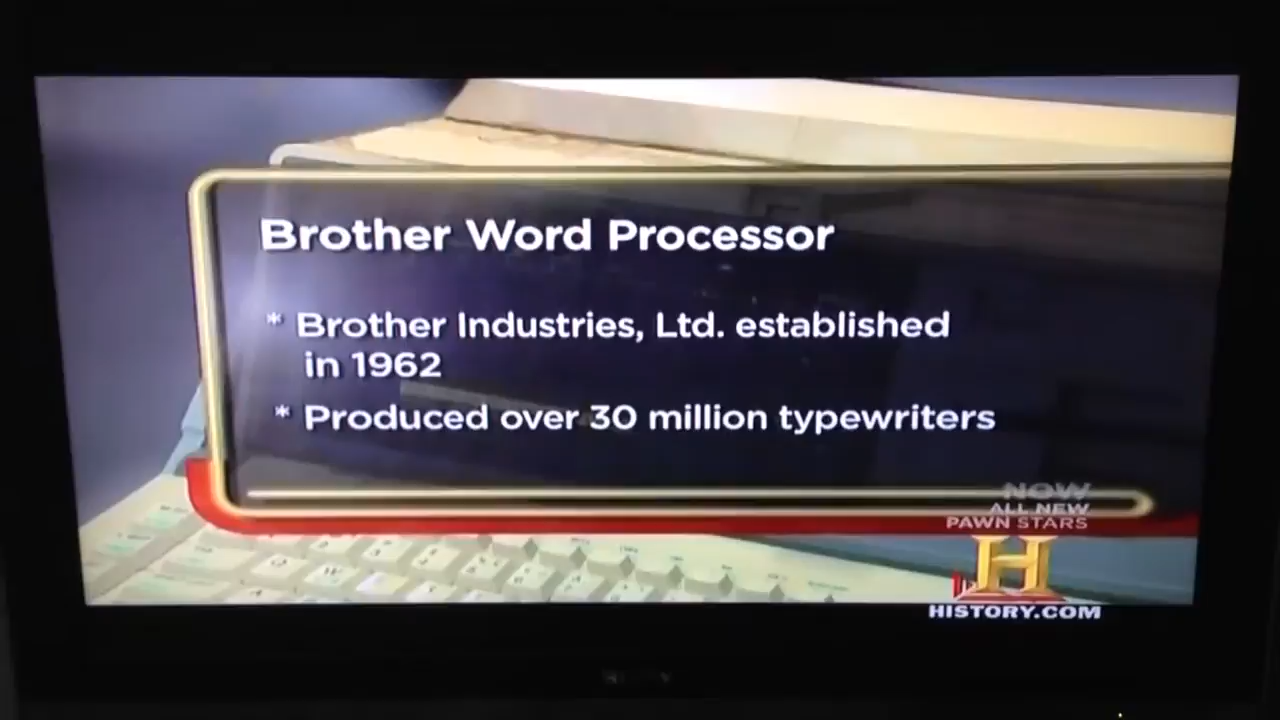 Brother Word Processor
* Brother Industries, Ltd. established
in 1962
* Produced over 30 million typewriters
NOW
ALL NEW
PAWN STARS
H
HISTORY.COM
Q W